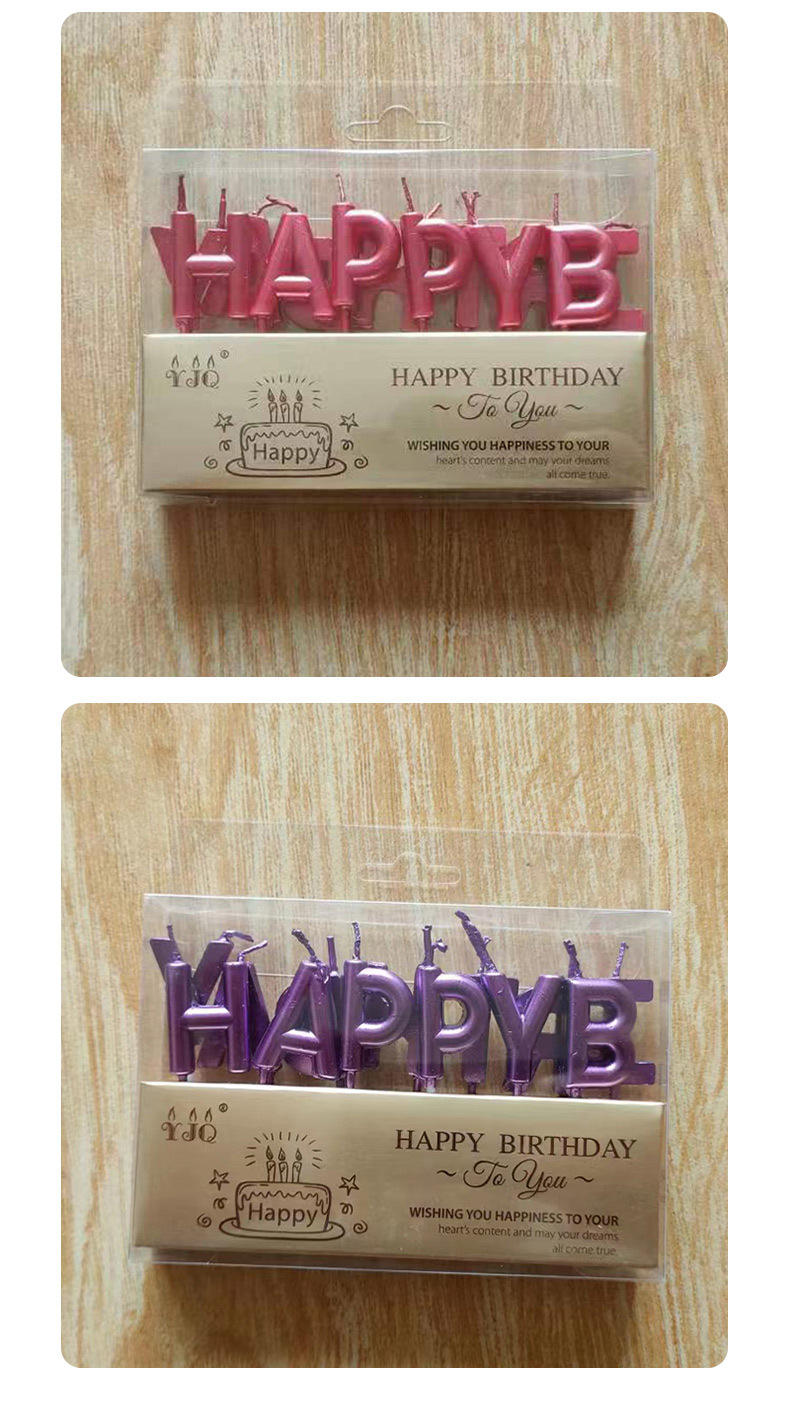 HAPPYB
YJQ®
Happy
HAPPY BIRTHDAY
~ To You ~
WISHING YOU HAPPINESS TO YOUR
heart's content and may your dreams
all come true.
HAPPYB
YJQ®
Happy
HAPPY BIRTHDAY
~ To You ~
WISHING YOU HAPPINESS TO YOUR
heart's content and may your dreams
all come true.